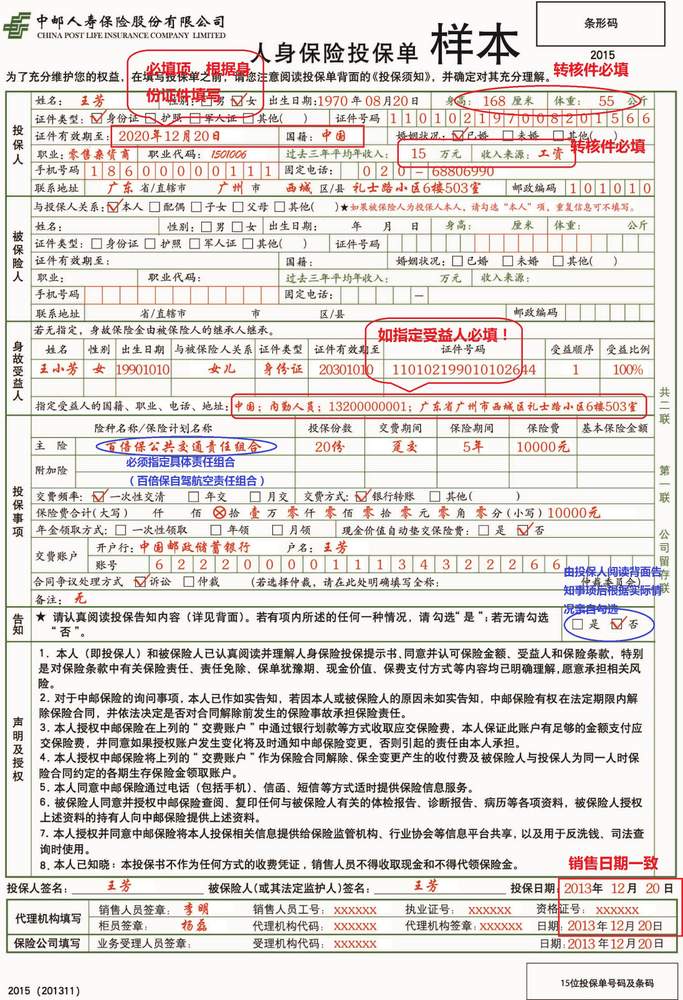 中邮人寿保险股份有限公司
CHINA POST LIFE INSURANCE COMPANY LIMITED
人身保险投保单 样本
条形码
2015
为了充分维护您的权益，在填写投保单之前，请您注意阅读投保单背面的《投保须知》，并确定对其充分理解。
必填项，根据身份证件填写
转核件必填
投保人
姓名：王芳 性别：□男 ☑女 出生日期：1970年08月20日 身高：168厘米 体重：55公斤
证件类型：☑身份证 □护照 □军人证 □其他( ) 证件号码 110102197008201566
证件有效期至：2020年12月20日 国籍：中国 婚姻状况：☑已婚 □未婚 □其他( )
职业：零售杂货商 职业代码：1501006 过去三年平均年收入：15万元 收入来源：工资
转核件必填
手机号码 18600000111 固定电话：020-68806990
联系地址 广东 省/直辖市 广州 市 西城 区/县 礼士路小区6楼503室 邮政编码 101010
被保险人
与投保人关系：☑本人 □配偶 □子女 □父母 □其他( ) ★如果被保险人为投保人本人，请勾选“本人”项，重复信息可不填写。
姓名： 性别：□男 □女 出生日期： 年 月 日 身高： 厘米 体重： 公斤
证件类型：□身份证 □护照 □军人证 □其他( ) 证件号码
证件有效期至： 国籍： 婚姻状况：□已婚 □未婚 □其他( )
职业： 职业代码： 过去三年平均年收入： 万元 收入来源：
手机号码 固定电话： —
联系地址 省/直辖市 市 区/县 邮政编码
身故受益人
若无指定，身故保险金由被保险人的继承人继承。
如指定受益人必填！
姓名 性别 出生日期 与被保险人关系 证件类型 证件有效期至 证件号码 受益顺序 受益比例
王小芳 女 19901010 女儿 身份证 20301010 110102199010102644 1 100%
指定受益人的国籍、职业、电话、地址：中国；内勤人员；13200000001；广东省广州市西城区礼士路小区6楼503室
共二联 第一联 公司留存联
投保事项
险种名称/保险计划名称 投保份数 交费期间 保险期间 保险费 基本保险金额
主险 百倍保公共交通责任组合 20份 趸交 5年 10000元
附加险
必须指定具体责任组合
（百倍保自驾航空责任组合）
交费频率：☑一次性交清 □年交 □月交 交费方式：☑银行转账 □其他( )
保险费合计(大写) 仟 佰 ⊗拾 壹万 零仟 零佰 零拾 零元 零角 零分(小写) 10000元
年金领取方式：□一次性领取 □年领 □月领 现金价值自动垫交保险费：□是 ☑否
交费账户
开户行：中国邮政储蓄银行 户名：王芳
账号 6222000011134322266
合同争议处理方式 ☑诉讼 □仲裁 (若选择仲裁，请在此处明确填写全称： 仲裁委员会)
备注：无
由投保人阅读背面告知事项后根据实际情况亲自勾选
告知
★ 请认真阅读投保告知内容（详见背面）。若有项内所述的任何一种情况，请勾选“是”；若无请勾选“否”。
□是 ☑否
声明及授权
1．本人（即投保人）和被保险人已认真阅读并理解人身保险投保提示书，同意并认可保险金额、受益人和保险条款，特别
是对保险条款中有关保险责任、责任免除、保单犹豫期、现金价值、保费支付方式等内容均已明确理解，愿意承担相关风
险。
2．对于中邮保险的询问事项，本人已作如实告知，若因本人或被保险人的原因未如实告知，中邮保险有权在法定期限内解
除保险合同，并依法决定是否对合同解除前发生的保险事故承担保险责任。
3．本人授权中邮保险在上列的“交费账户”中通过银行划款等方式收取应交保险费，本人保证此账户有足够的金额支付应
交保险费，并同意如果授权账户发生变化将及时通知中邮保险变更，否则引起的责任由本人承担。
4．本人授权中邮保险将上列的“交费账户”作为保险合同解除、保全变更产生的收付费及被保险人与投保人为同一人时保
险合同约定的各期生存保险金领取账户。
5．本人同意中邮保险通过电话（包括手机）、信函、短信等方式适时提供保险信息服务。
6．被保险人同意并授权中邮保险查阅、复印任何与被保险人有关的体检报告、诊断报告、病历等各项资料，被保险人授权
上述资料的持有人向中邮保险提供上述资料。
7．本人授权并同意中邮保险将本人投保相关信息提供给保险监管机构、行业协会等信息平台共享，以及用于反洗钱、司法查
询时使用。
8．本人已知晓：本投保书不作为任何方式的收费凭证，销售人员不得收取现金和不得代领保险金。
销售日期一致
投保人签名：王芳 被保险人(或其法定监护人)签名：王芳 投保日期：2013年 12月 20日
代理机构填写
销售人员签章：李明 销售人员工号：XXXXXX 执业证号：XXXXXX 资格证号：XXXXXX
柜员签章：杨磊 代理机构代码：XXXXXX 代理机构签章：XXXXXX 日期：2013年12月20日
保险公司填写
业务受理人员签章： 受理机构代码：XXXXXX 日期：2013年12月20日
2015（201311）
15位投保单号码及条码